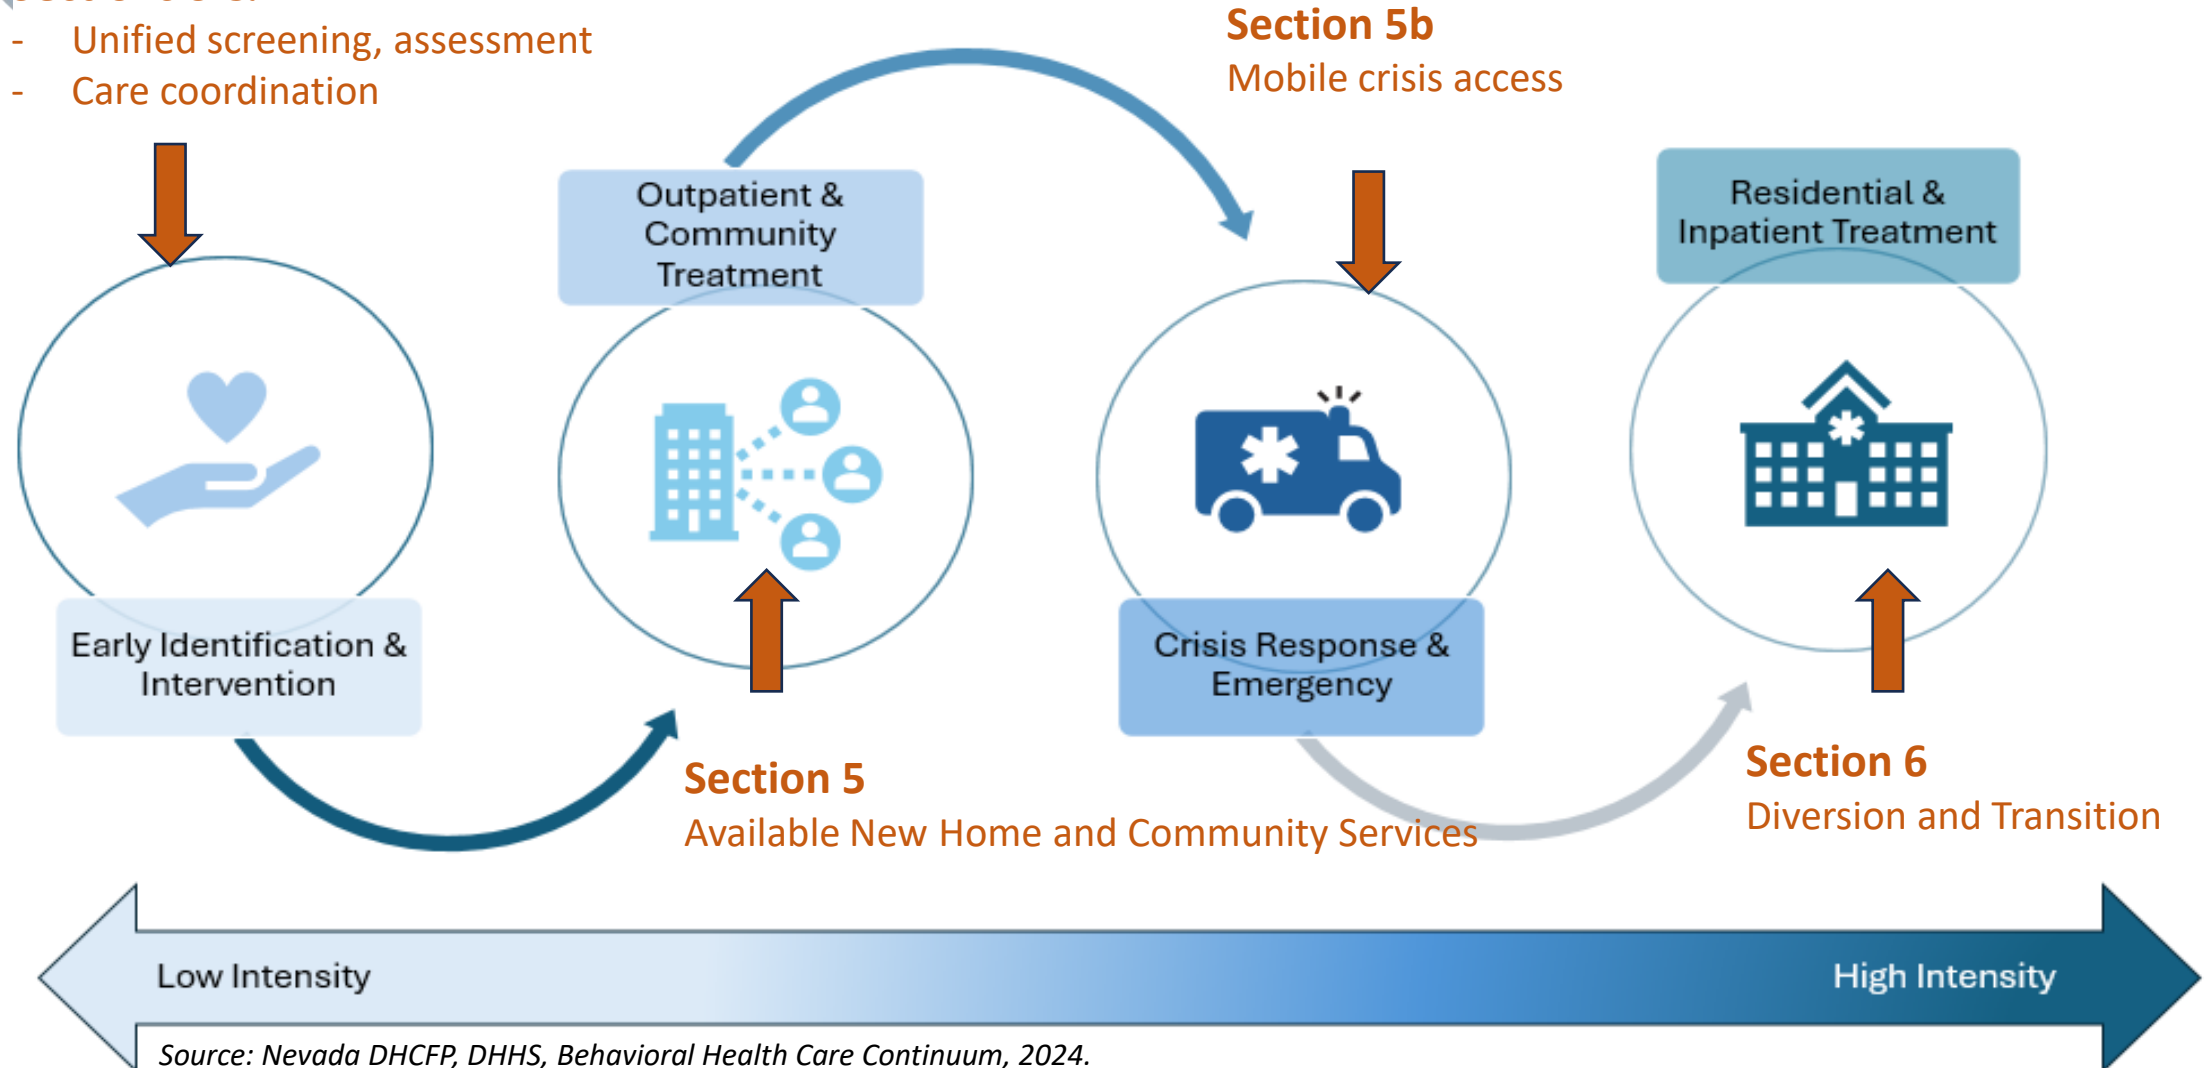 - Unified screening, assessment
- Care coordination
Section 5b
Mobile crisis access
Outpatient &
Community
Treatment
Residential &
Inpatient Treatment
Early Identification &
Intervention
Crisis Response &
Emergency
Section 5
Available New Home and Community Services
Section 6
Diversion and Transition
Low Intensity
High Intensity
Source: Nevada DHCFP, DHHS, Behavioral Health Care Continuum, 2024.